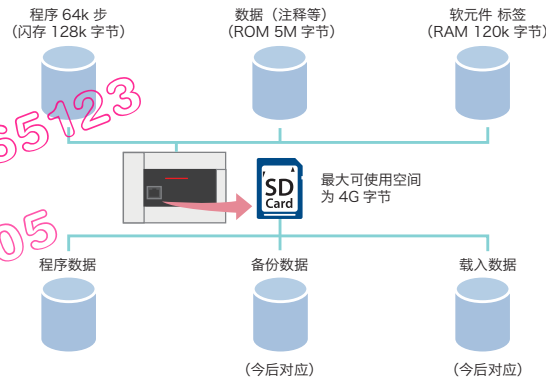 程序 64k 步
（闪存 128k 字节）
数据（注释等）
（ROM 5M 字节）
软元件 标签
（RAM 120k 字节）
65123
SD
Card
最大可使用空间
为 4G 字节
05
程序数据
备份数据
载入数据
（今后对应）
（今后对应）